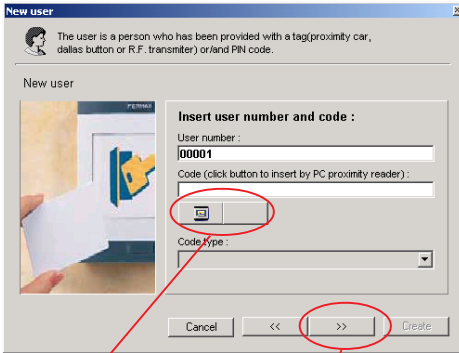 New user
The user is a person who has been provided with a tag(proximity car,
dallas button or R.F. transmiter) or/and PIN code.
New user
FERMAX
Insert user number and code :
User number :
00001
Code (click button to insert by PC proximity reader) :
Code type :
Cancel
<<
>>
Create